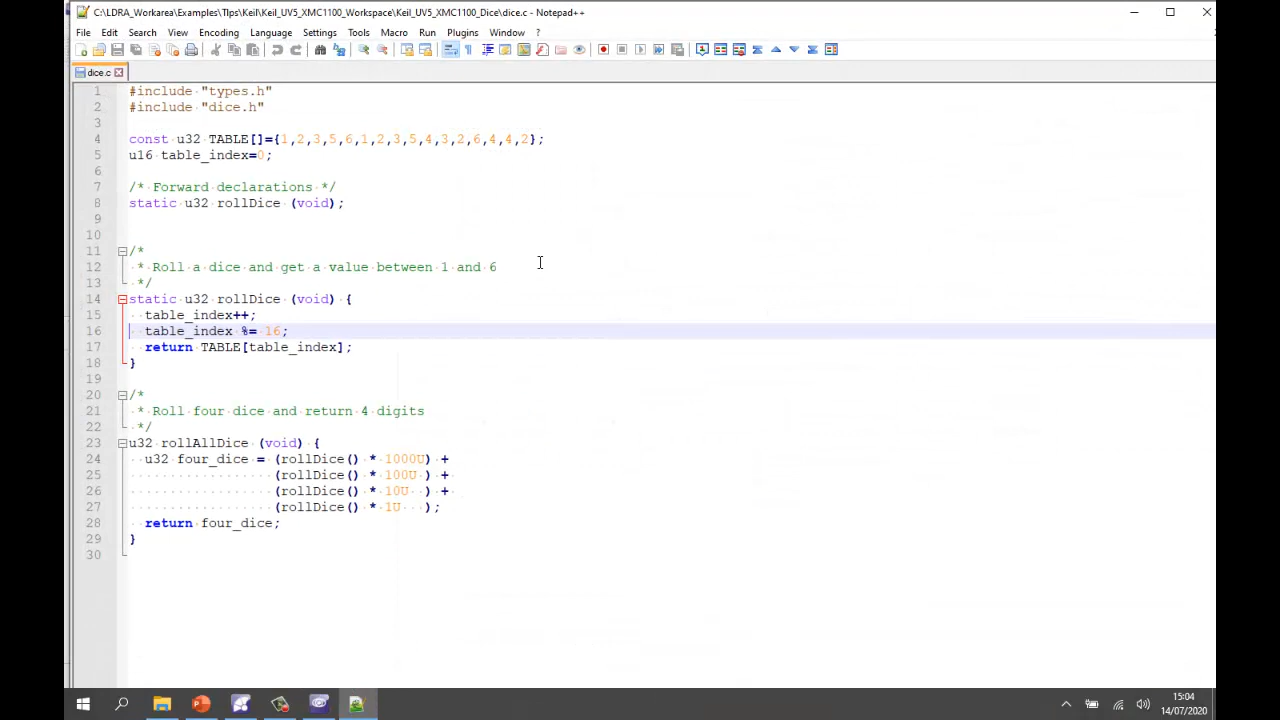 C:\LDRA_Workarea\Examples\TIps\Keil\Keil_UV5_XMC1100_Workspace\Keil_UV5_XMC1100_Dice\dice.c - Notepad++
File Edit Search View Encoding Language Settings Tools Macro Run Plugins Window ?
dice.c
1 #include "types.h"
2 #include "dice.h"
3
4 const u32 TABLE[]={1,2,3,5,6,1,2,3,5,4,3,2,6,4,4,2};
5 u16 table_index=0;
6
7 /* Forward declarations */
8 static u32 rollDice (void);
9
10
11 /*
12 * Roll a dice and get a value between 1 and 6
13 */
14 static u32 rollDice (void) {
15 table_index++;
16 table_index %= 16;
17 return TABLE[table_index];
18 }
19
20 /*
21 * Roll four dice and return 4 digits
22 */
23 u32 rollAllDice (void) {
24 u32 four_dice = (rollDice() * 1000U) +
25 (rollDice() * 100U ) +
26 (rollDice() * 10U  ) +
27 (rollDice() * 1U   );
28 return four_dice;
29 }
30
15:04
14/07/2020